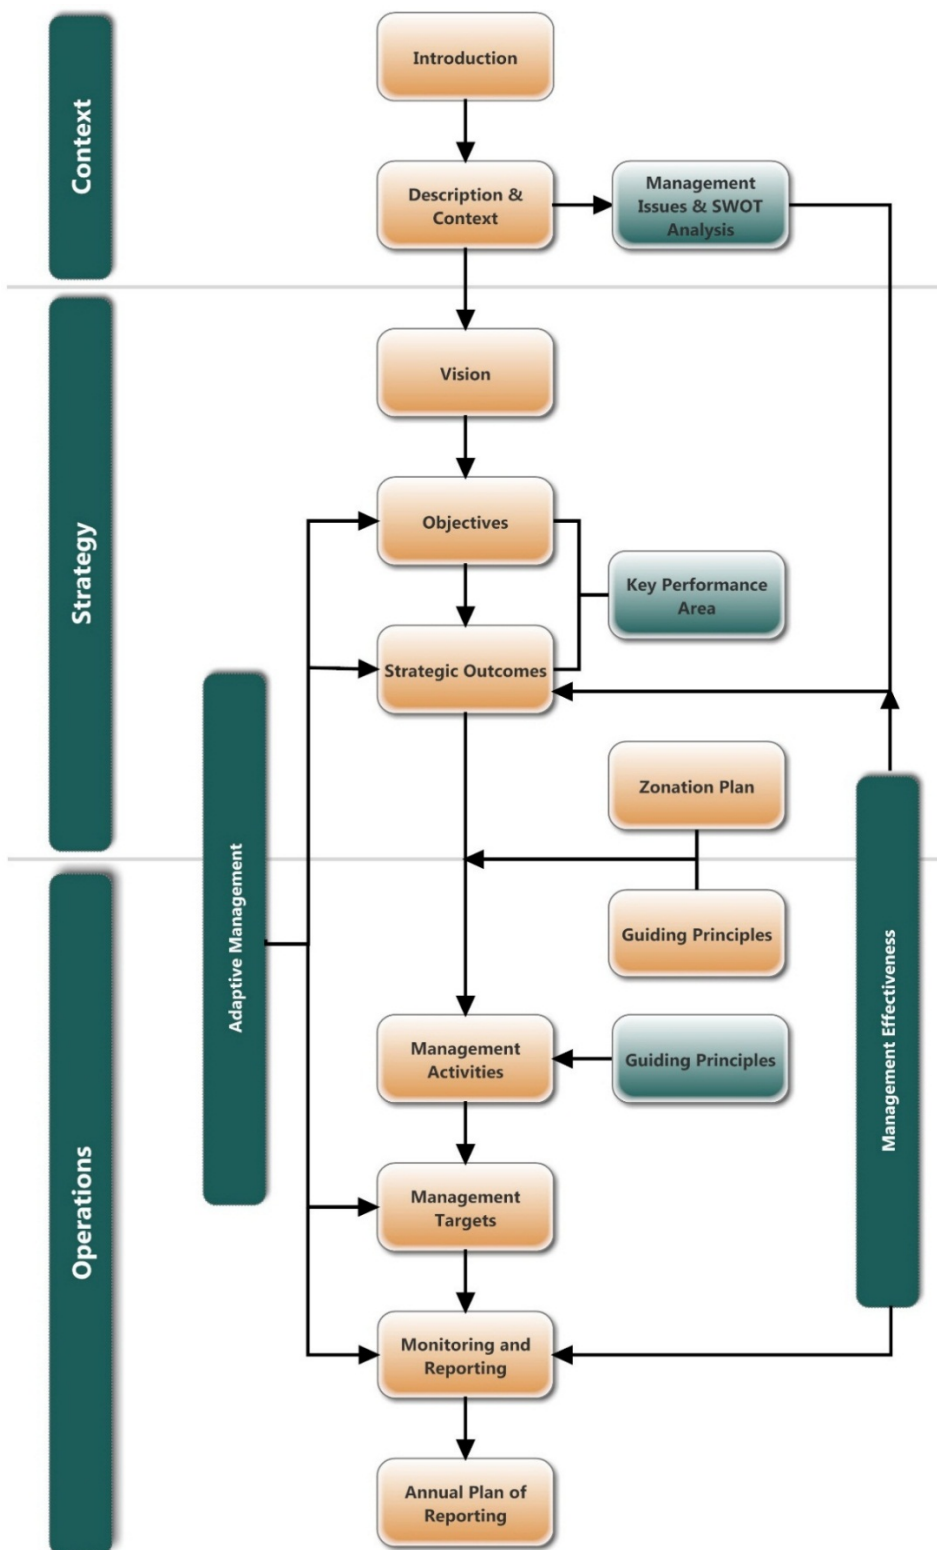 Context
Introduction
Description &
Context
Management
Issues & SWOT
Analysis
Strategy
Vision
Objectives
Key Performance
Area
Strategic Outcomes
Zonation Plan
Adaptive Management
Guiding Principles
Management Effectiveness
Operations
Management
Activities
Guiding Principles
Management
Targets
Monitoring and
Reporting
Annual Plan of
Reporting